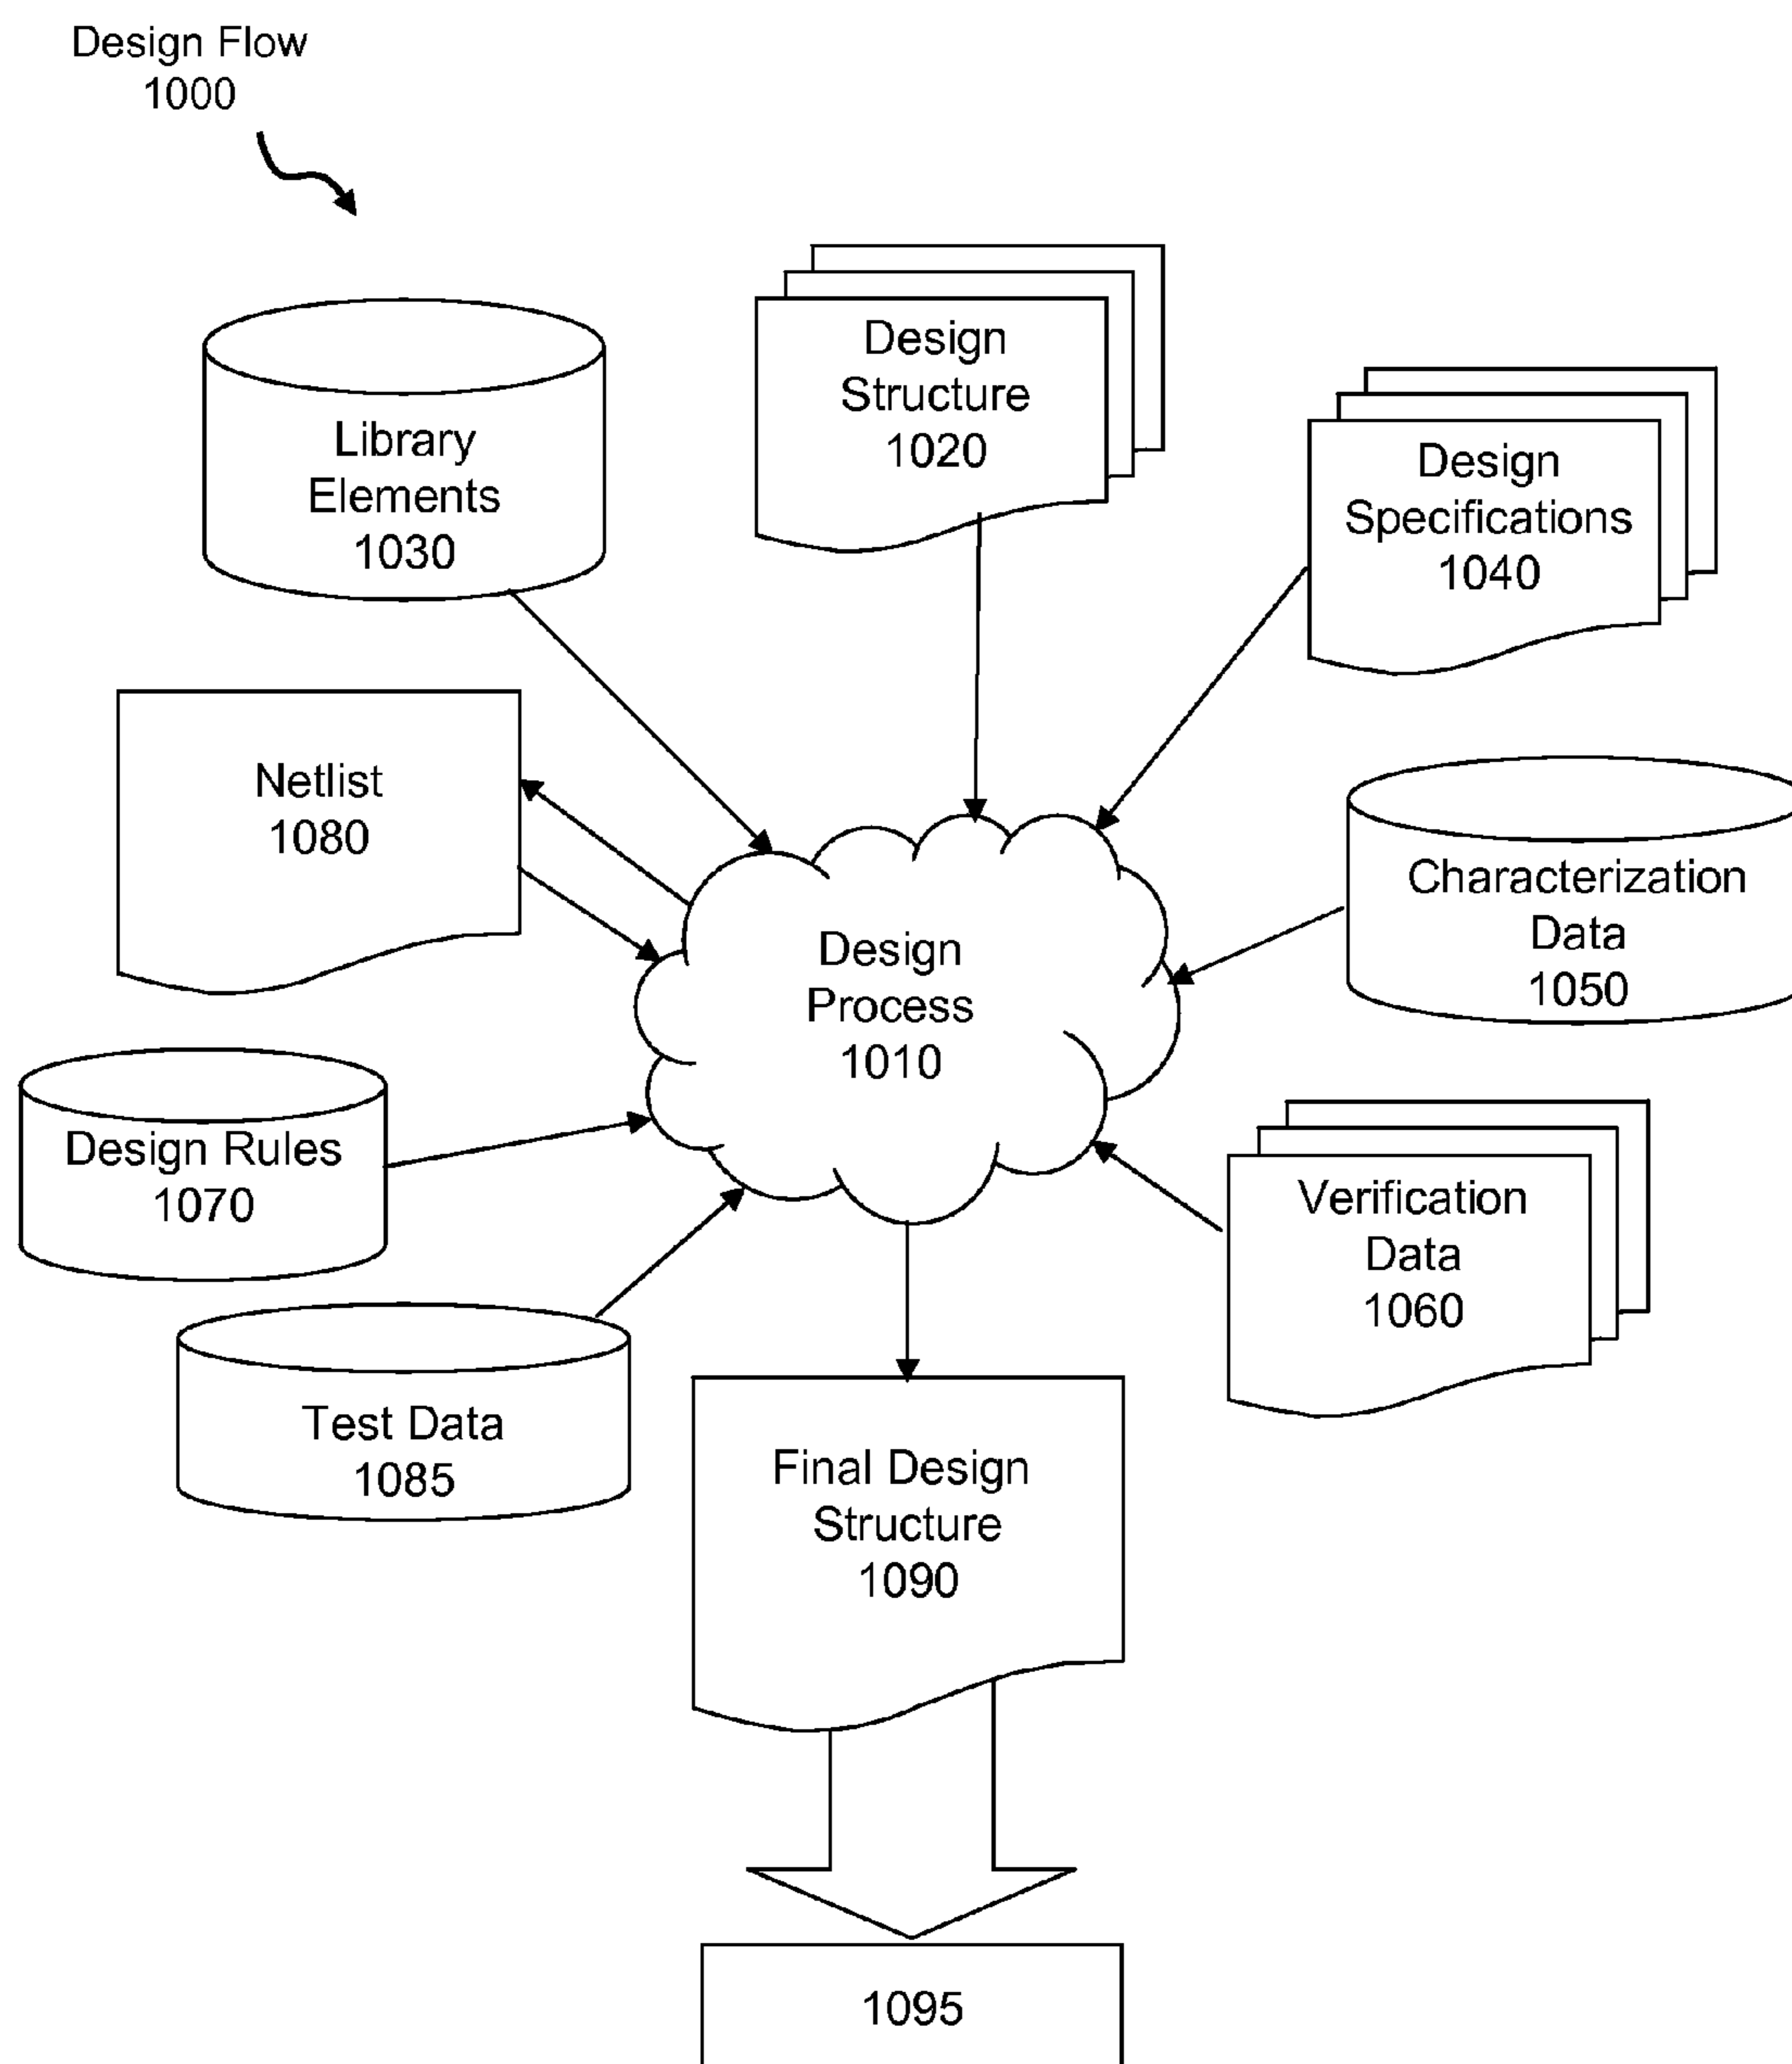 Design Flow
1000
Design
Structure
1020
Library
Elements
1030
Design
Specifications
1040
Netlist
1080
Characterization
Data
1050
Design
Process
1010
Design Rules
1070
Verification
Data
1060
Test Data
1085
Final Design
Structure
1090
1095